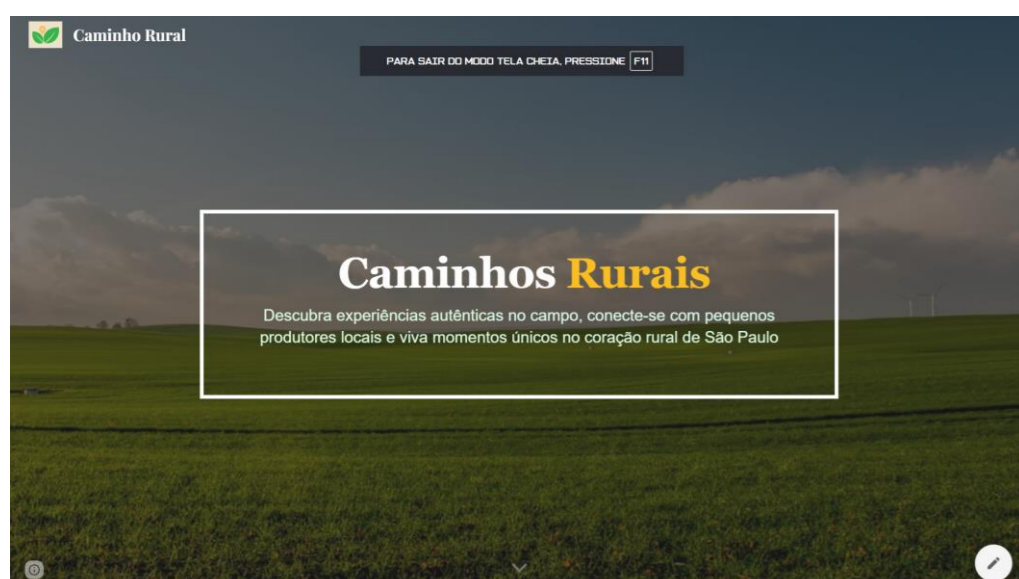 Caminho Rural
PARA SAIR DO MODO TELA CHEIA, PRESSIONE F11
Caminhos Rurais
Descubra experiências autênticas no campo, conecte-se com pequenos
produtores locais e viva momentos únicos no coração rural de São Paulo